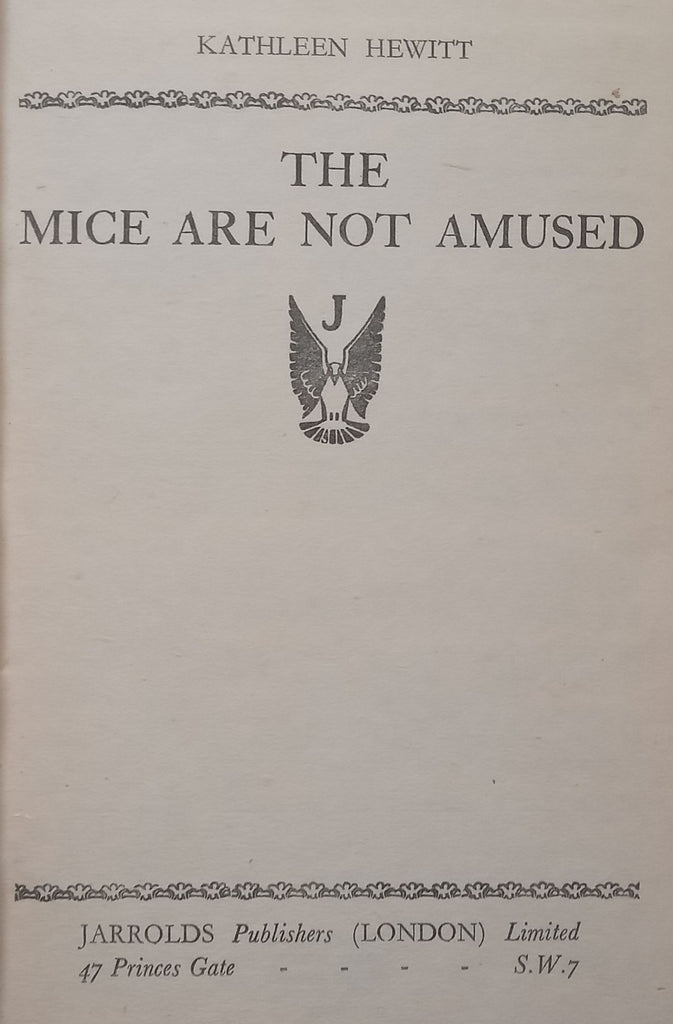 KATHLEEN HEWITT
THE
MICE ARE NOT AMUSED
J
JARROLDS Publishers (LONDON) Limited
47 Princes Gate - - - - S.W.7